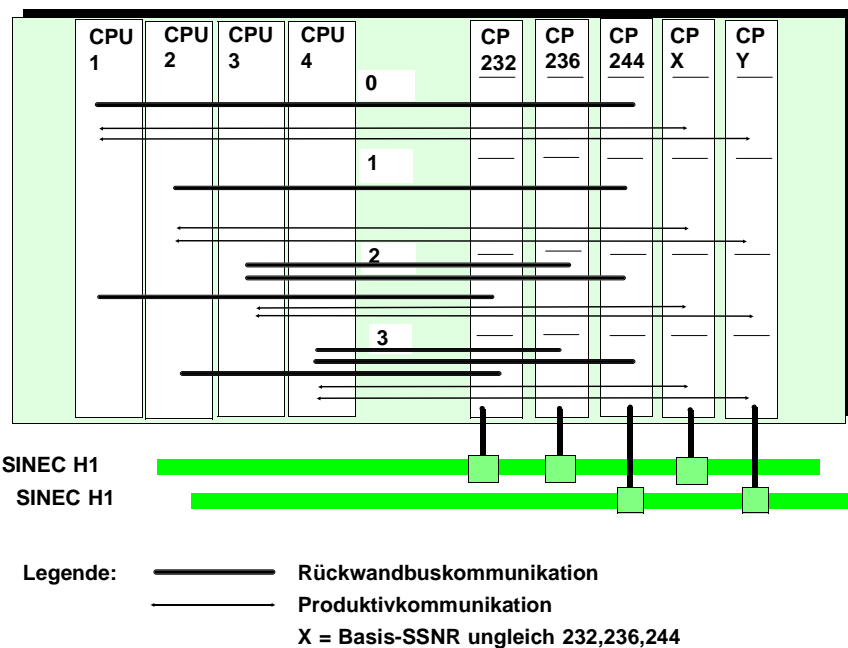 CPU CPU CPU CPU CP CP CP CP CP
1 2 3 4 232 236 244 X Y
0
1
2
3
SINEC H1
SINEC H1
Legende: Rückwandbuskommunikation
Produktivkommunikation
X = Basis-SSNR ungleich 232,236,244